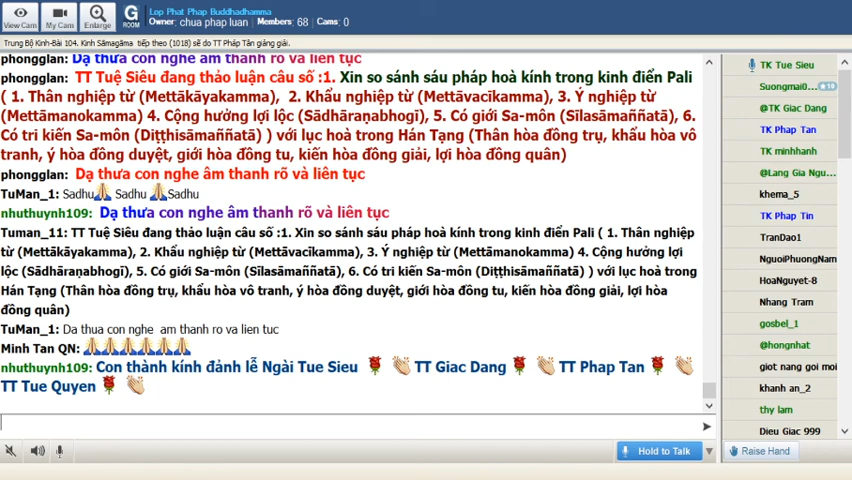 Lop Phat Phap Buddhadhamma
Owner: chua phap luan Members: 68 Cams: 0
View Cam
My Cam
Enlarge
G
ROOM
Trung Bộ Kinh-Bài 104. Kinh Sāmagāma tiếp theo (1018) sẽ do TT Pháp Tân giảng giải.
phongglan: Dạ thưa con nghe âm thanh rõ và liên tục
phongglan: TT Tuệ Siêu đang thảo luận câu số :1. Xin so sánh sáu pháp hoà kính trong kinh điển Pali
( 1. Thân nghiệp từ (Mettākāyakamma), 2. Khẩu nghiệp từ (Mettavacīkamma), 3. Ý nghiệp từ
(Mettamanokamma) 4. Cộng hưởng lợi lộc (Sādhāraṇabhogī), 5. Có giới Sa-môn (Sīlasāmaññatā), 6.
Có tri kiến Sa-môn (Diṭṭhisāmaññatā) ) với lục hoà trong Hán Tạng (Thân hòa đồng trụ, khẩu hòa vô
tranh, ý hòa đồng duyệt, giới hòa đồng tu, kiến hòa đồng giải, lợi hòa đồng quân)
phongglan: Dạ thưa con nghe âm thanh rõ và liên tục
TuMan_1: Sadhu Sadhu Sadhu
nhuthuynh109: Dạ thưa con nghe âm thanh rõ và liên tục
Tuman_11: TT Tuệ Siêu đang thảo luận câu số :1. Xin so sánh sáu pháp hoà kính trong kinh điển Pali ( 1. Thân nghiệp
từ (Mettākāyakamma), 2. Khẩu nghiệp từ (Mettavacīkamma), 3. Ý nghiệp từ (Mettamanokamma) 4. Cộng hưởng lợi
lộc (Sādhāraṇabhogī), 5. Có giới Sa-môn (Sīlasāmaññatā), 6. Có tri kiến Sa-môn (Diṭṭhisāmaññatā) ) với lục hoà trong
Hán Tạng (Thân hòa đồng trụ, khẩu hòa vô tranh, ý hòa đồng duyệt, giới hòa đồng tu, kiến hòa đồng giải, lợi hòa
đồng quân)
TuMan_1: Da thua con nghe am thanh ro va lien tuc
Minh Tan QN:
nhuthuynh109: Con thành kính đảnh lễ Ngài Tue Sieu TT Giac Dang TT Phap Tan
TT Tue Quyen
TK Tue Sieu
Suongmai0... 10
@TK Giac Dang
TK Phap Tan
TK minhhanh
@Lang Gia Ngu...
khema_5
TK Phap Tin
TranDao1
NguoiPhuongNam
HoaNguyet-8
Nhang Tram
gosbel_1
@hongnhat
giot nang goi moi
khanh an_2
thy lam
Dieu Giac 999
Hold to Talk
Raise Hand